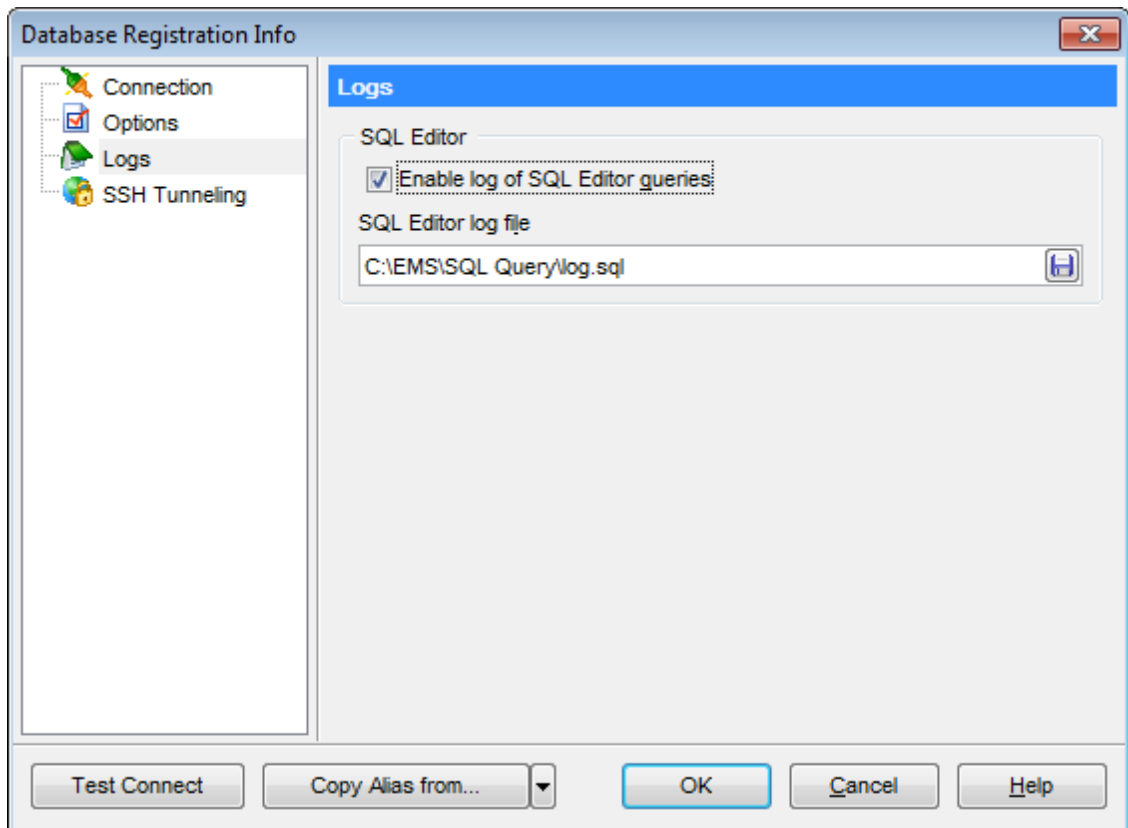 Database Registration Info
Connection
Options
Logs
SSH Tunneling
Logs
SQL Editor
Enable log of SQL Editor queries
SQL Editor log file
C:\EMS\SQL Query\log.sql
Test Connect
Copy Alias from...
OK
Cancel
Help